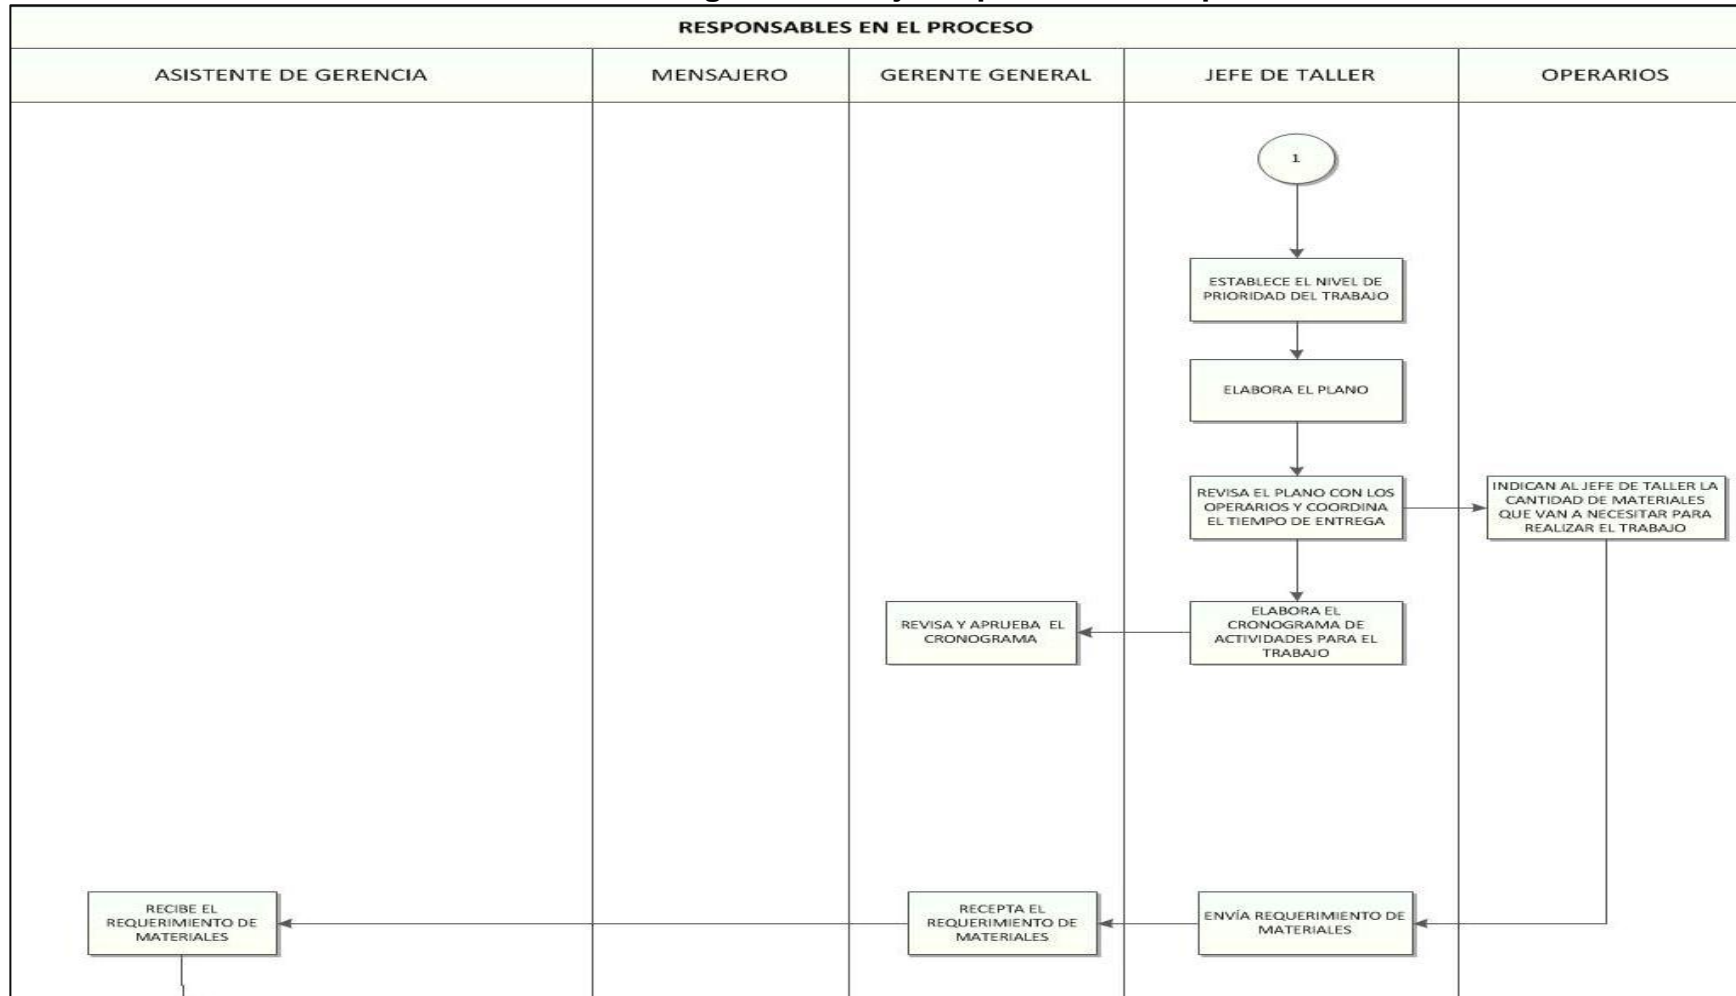 RESPONSABLES EN EL PROCESO
ASISTENTE DE GERENCIA
MENSAJERO
GERENTE GENERAL
JEFE DE TALLER
OPERARIOS
1
ESTABLECE EL NIVEL DE
PRIORIDAD DEL TRABAJO
ELABORA EL PLANO
REVISA EL PLANO CON LOS
OPERARIOS Y COORDINA
EL TIEMPO DE ENTREGA
INDICAN AL JEFE DE TALLER LA
CANTIDAD DE MATERIALES
QUE VAN A NECESITAR PARA
REALIZAR EL TRABAJO
REVISA Y APRUEBA EL
CRONOGRAMA
ELABORA EL
CRONOGRAMA DE
ACTIVIDADES PARA EL
TRABAJO
RECIBE EL
REQUERIMIENTO DE
MATERIALES
RECEPTA EL
REQUERIMIENTO DE
MATERIALES
ENVÍA REQUERIMIENTO DE
MATERIALES